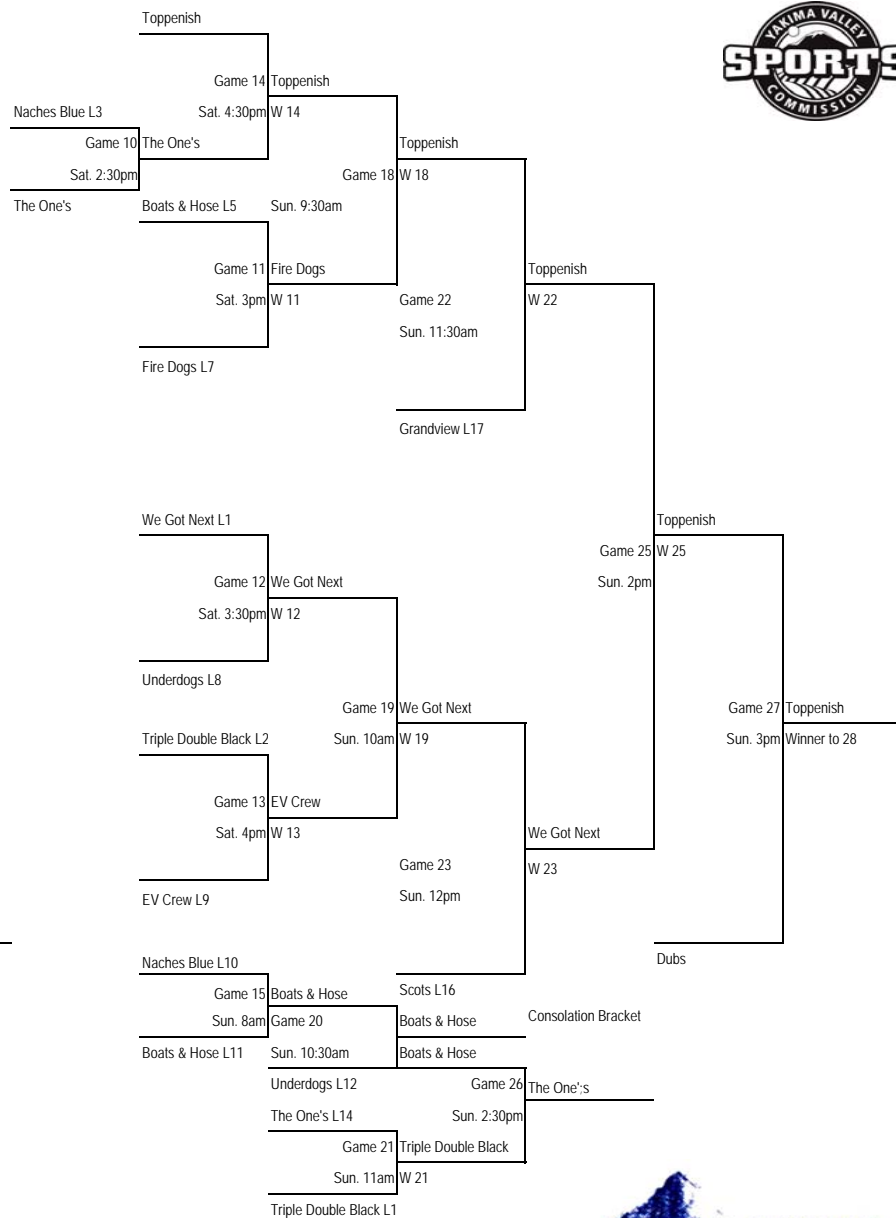 Toppenish
YAKIMA VALLEY
SPORTS
COMMISSION
Game 14 Toppenish
Naches Blue L3
Sat. 4:30pm W 14
Game 10 The One's
Toppenish
Sat. 2:30pm
Game 18 W 18
The One's
Boats & Hose L5
Sun. 9:30am
Game 11 Fire Dogs
Toppenish
Sat. 3pm W 11
Game 22
W 22
Sun. 11:30am
Fire Dogs L7
Grandview L17
We Got Next L1
Toppenish
Game 25 W 25
Game 12 We Got Next
Sun. 2pm
Sat. 3:30pm W 12
Underdogs L8
Game 19 We Got Next
Game 27 Toppenish
Triple Double Black L2
Sun. 10am W 19
Sun. 3pm Winner to 28
Game 13 EV Crew
Sat. 4pm W 13
We Got Next
Game 23
W 23
EV Crew L9
Sun. 12pm
Naches Blue L10
Dubs
Game 15 Boats & Hose
Scots L16
Sun. 8am Game 20
Boats & Hose
Consolation Bracket
Boats & Hose L11
Sun. 10:30am
Boats & Hose
Underdogs L12
Game 26 The One';s
The One's L14
Sun. 2:30pm
Game 21 Triple Double Black
Sun. 11am W 21
Triple Double Black L1